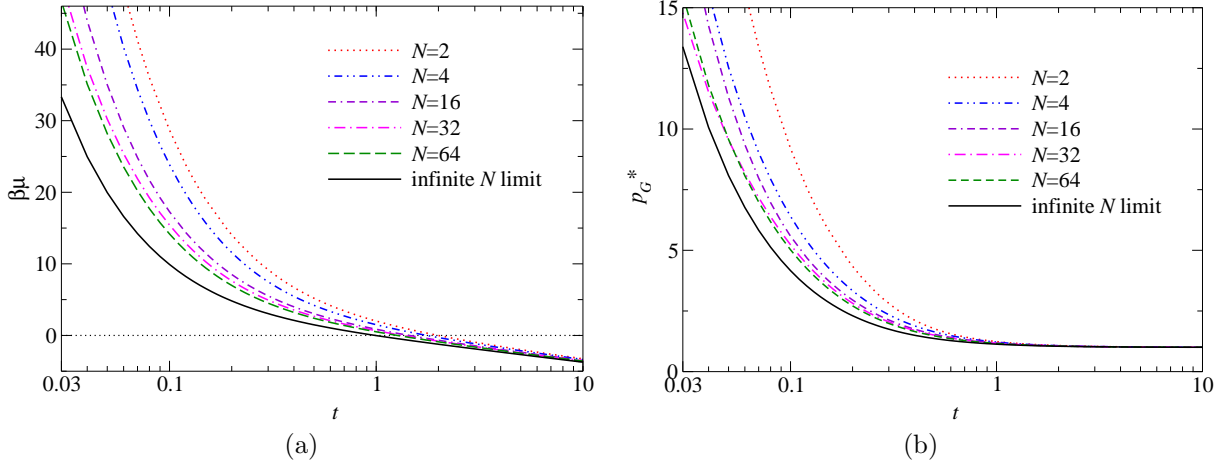 40
30
20
10
0
βμ
N=2
N=4
N=16
N=32
N=64
infinite N limit
0.03
0.1
1
10
t
(a)
15
10
5
0
p_G*
N=2
N=4
N=16
N=32
N=64
infinite N limit
0.03
0.1
1
10
t
(b)